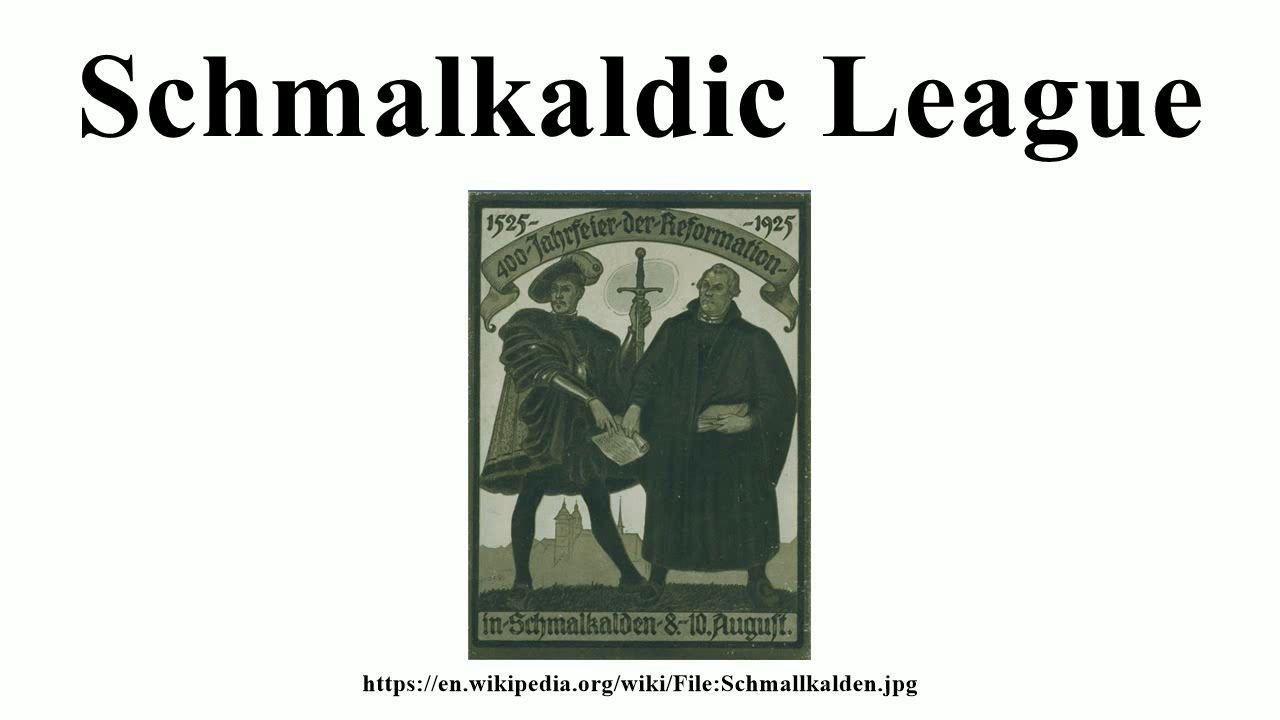 Schmalkaldic League
1525- -1925
400-Jahrfeier-der-Reformation-
in-Schmalkalden-8.-10.August.
https://en.wikipedia.org/wiki/File:Schmallkalden.jpg